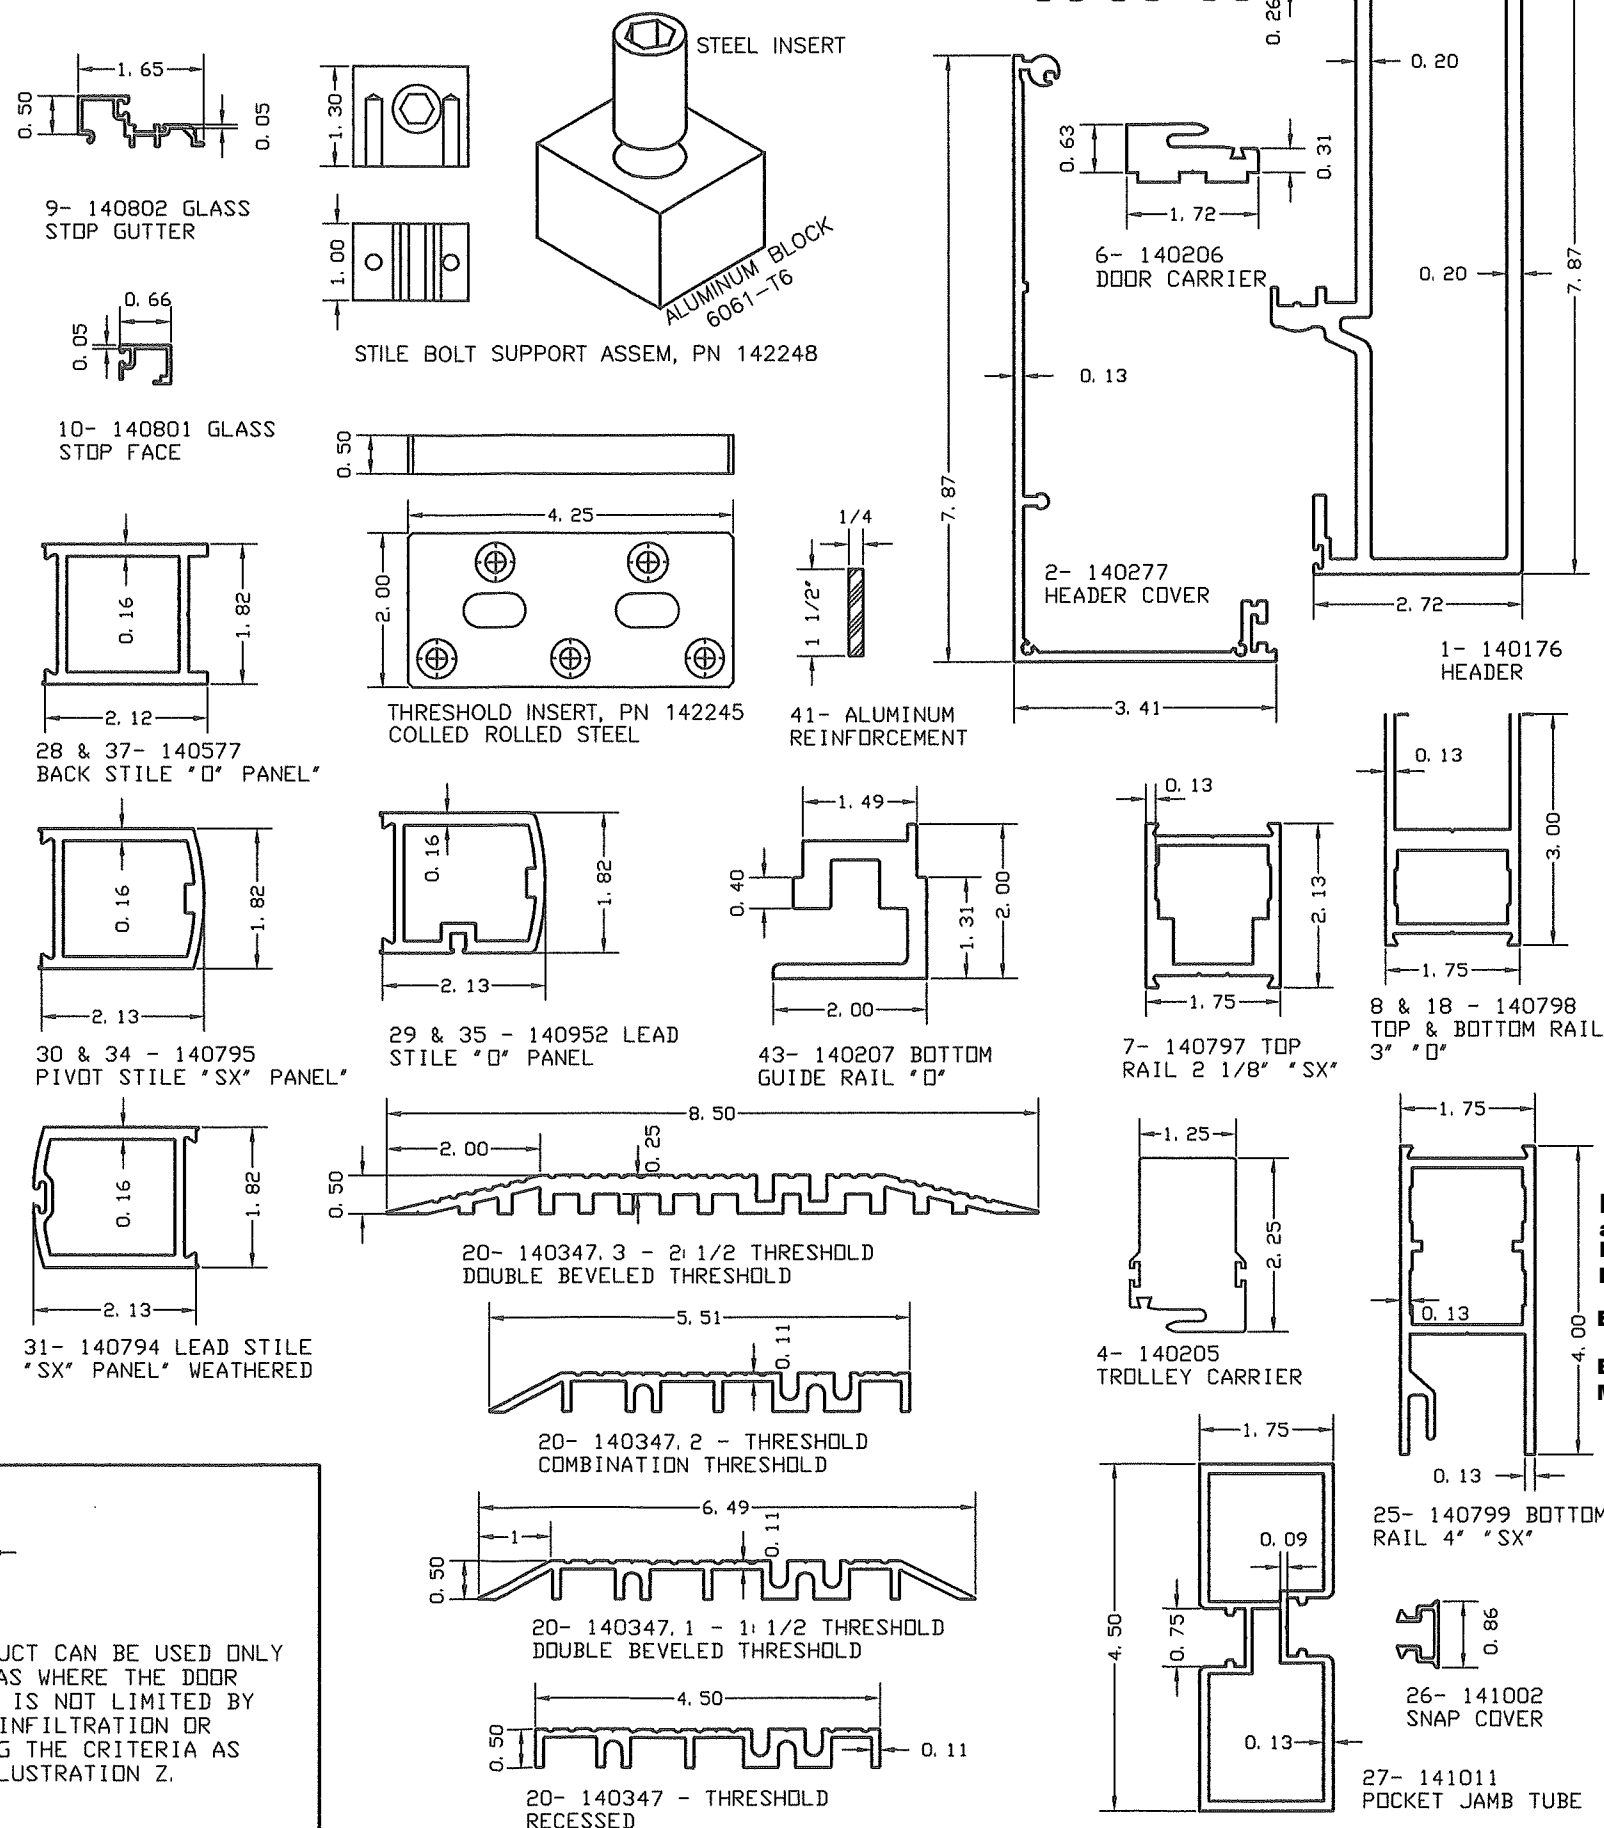 1.65
0.50
0.05
9- 140802 GLASS
STOP GUTTER
0.66
0.05
10- 140801 GLASS
STOP FACE
1.30
1.00
STEEL INSERT
ALUMINUM BLOCK
6061-T6
STILE BOLT SUPPORT ASSEM, PN 142248
0.50
4.25
2.00
THRESHOLD INSERT, PN 142245
COLLED ROLLED STEEL
1/4
1 1/2"
41- ALUMINUM
REINFORCEMENT
7.87
0.13
2- 140277
HEADER COVER
3.41
0.63
0.31
1.72
6- 140206
DOOR CARRIER
0.26
0.20
0.20
7.87
2.72
1- 140176
HEADER
0.16
1.82
2.12
28 & 37- 140577
BACK STILE "O" PANEL"
0.16
1.82
2.13
30 & 34 - 140795
PIVOT STILE "SX" PANEL"
0.16
1.82
2.13
29 & 35 - 140952 LEAD
STILE "O" PANEL
1.49
0.40
1.31
2.00
2.00
43- 140207 BOTTOM
GUIDE RAIL "O"
0.13
2.13
1.75
7- 140797 TOP
RAIL 2 1/8" "SX"
0.13
3.00
1.75
8 & 18 - 140798
TOP & BOTTOM RAIL
3" "O"
0.16
1.82
2.13
31- 140794 LEAD STILE
"SX" PANEL" WEATHERED
8.50
2.00
0.25
0.50
20- 140347.3 - 2: 1/2 THRESHOLD
DOUBLE BEVELED THRESHOLD
5.51
0.11
20- 140347.2 - THRESHOLD
COMBINATION THRESHOLD
6.49
1
0.11
0.50
20- 140347.1 - 1: 1/2 THRESHOLD
DOUBLE BEVELED THRESHOLD
4.50
0.50
0.11
20- 140347 - THRESHOLD
RECESSED
1.25
2.25
4- 140205
TROLLEY CARRIER
1.75
0.13
4.00
0.13
25- 140799 BOTTOM
RAIL 4" "SX"
1.75
0.09
4.50
0.75
0.13
27- 141011
POCKET JAMB TUBE
0.86
26- 141002
SNAP COVER
UCT CAN BE USED ONLY
AS WHERE THE DOOR
IS NOT LIMITED BY
INFILTRATION OR
G THE CRITERIA AS
LUSTRATION Z.